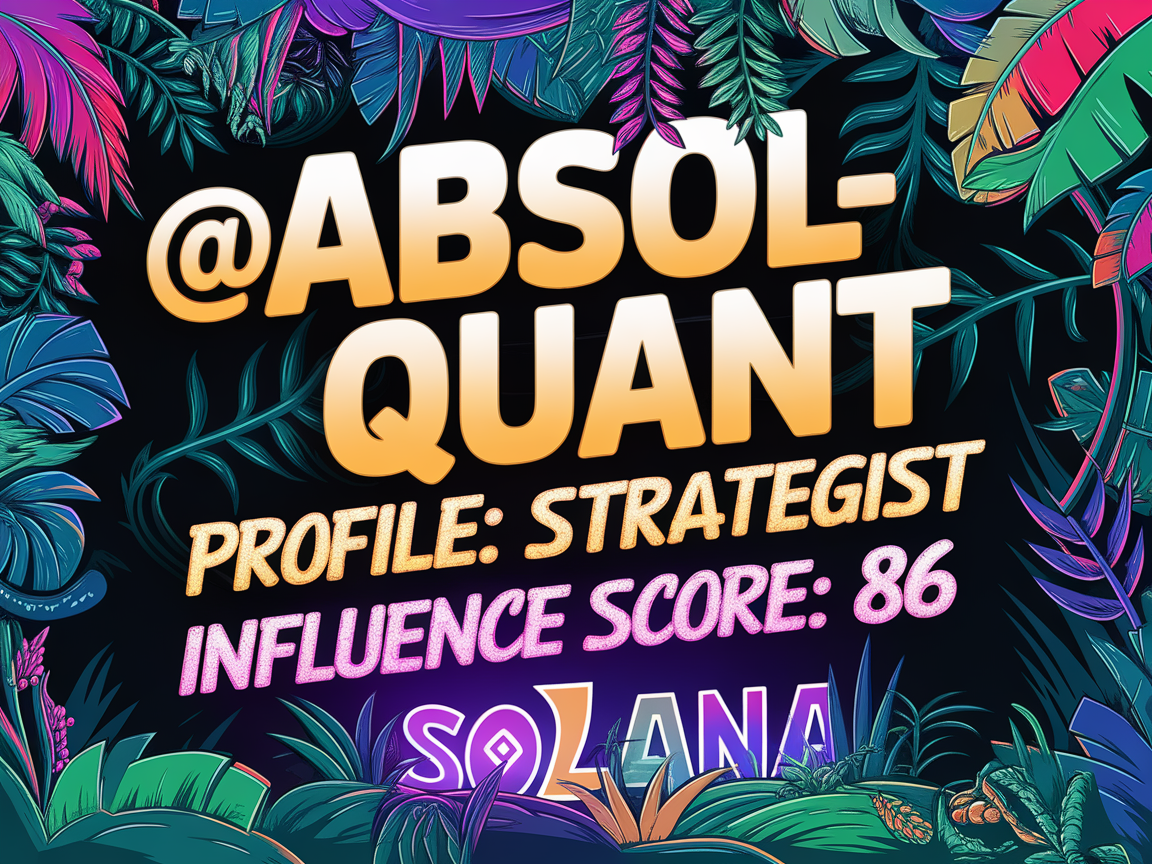 @ABSOL-
QUANT
PROFILE: STRATEGIST
INFLUENCE SCORE: 86
SOLANA